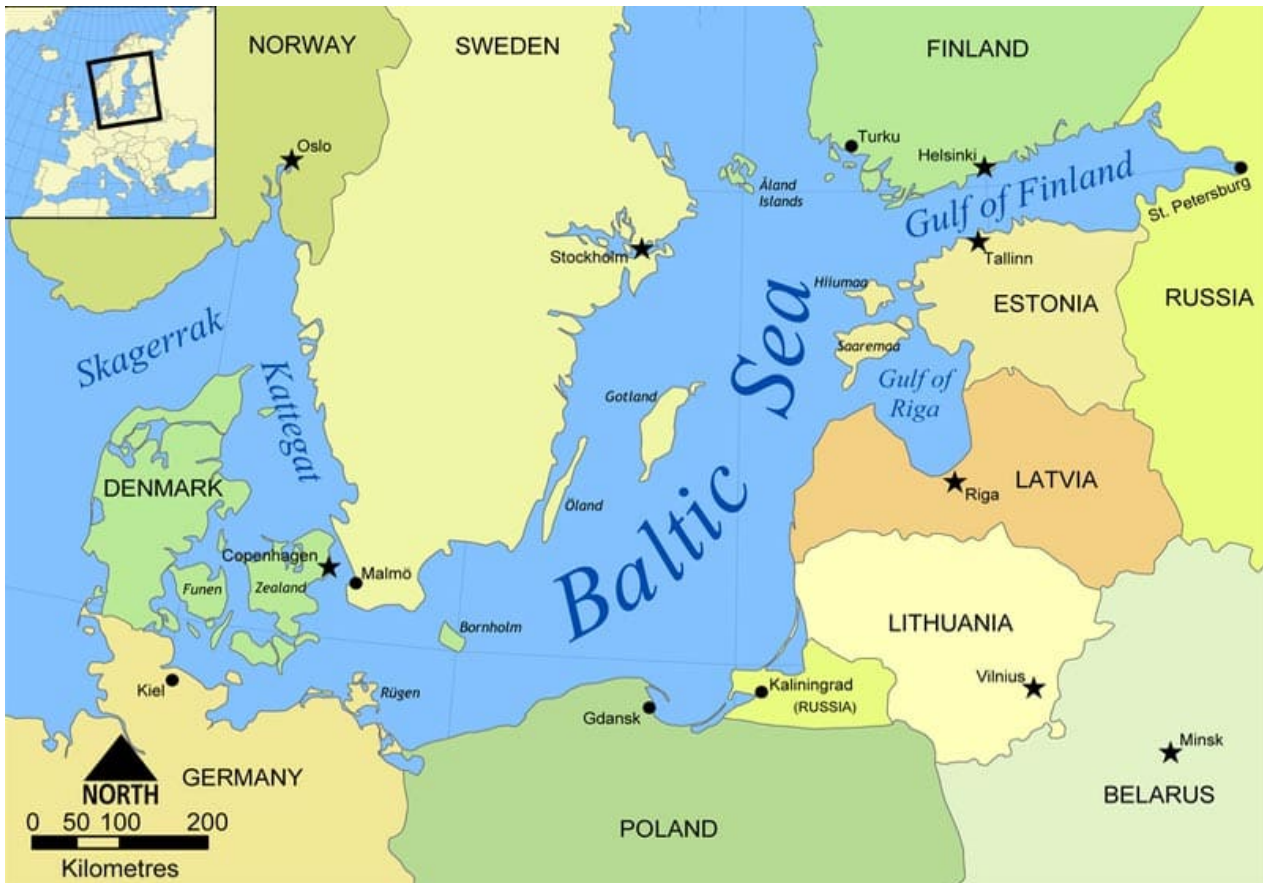 NORWAY
SWEDEN
FINLAND
Oslo
Turku
Helsinki
Gulf of Finland
St. Petersburg
Åland
Islands
Stockholm
Tallinn
Hiiumaa
ESTONIA
RUSSIA
Skagerrak
Kattegat
Baltic Sea
Saaremaa
Gulf of
Riga
Gotland
DENMARK
Öland
Riga
LATVIA
Copenhagen
Malmö
Funen
Zealand
Bornholm
LITHUANIA
Vilnius
Kiel
Rügen
Kaliningrad
(RUSSIA)
Gdansk
Minsk
NORTH
GERMANY
BELARUS
POLAND
0 50 100 200
Kilometres